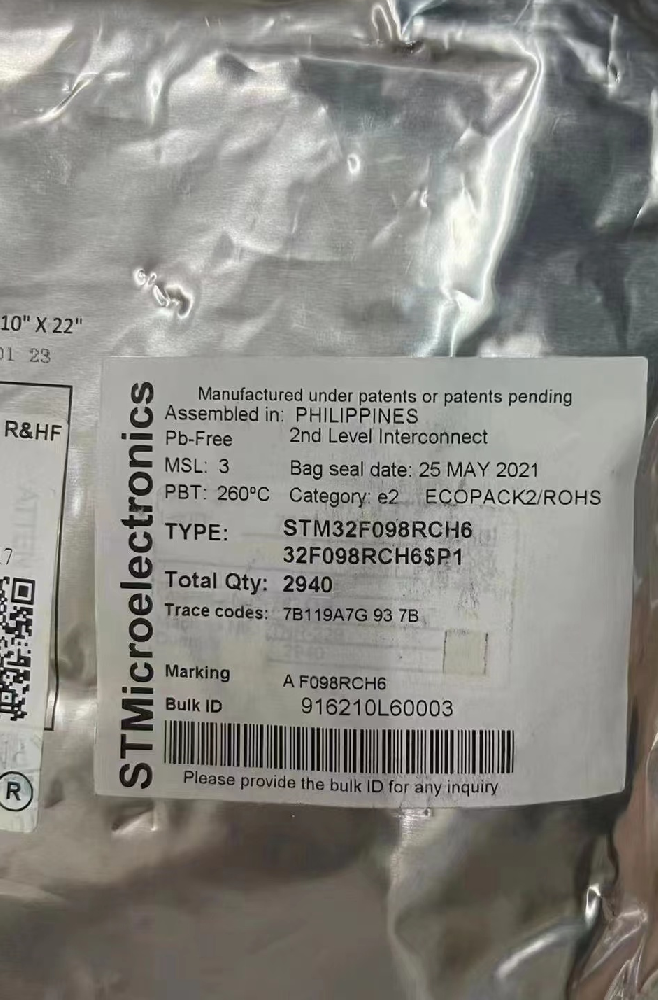 10" X 22"
01 23
R&HF
STMicroelectronics
Manufactured under patents or patents pending
Assembled in: PHILIPPINES
Pb-Free 2nd Level Interconnect
MSL: 3 Bag seal date: 25 MAY 2021
PBT: 260°C Category: e2 ECOPACK2/ROHS
TYPE: STM32F098RCH6
32F098RCH6$P1
Total Qty: 2940
Trace codes: 7B119A7G 93 7B
Marking A F098RCH6
Bulk ID 916210L60003
Please provide the bulk ID for any inquiry
®